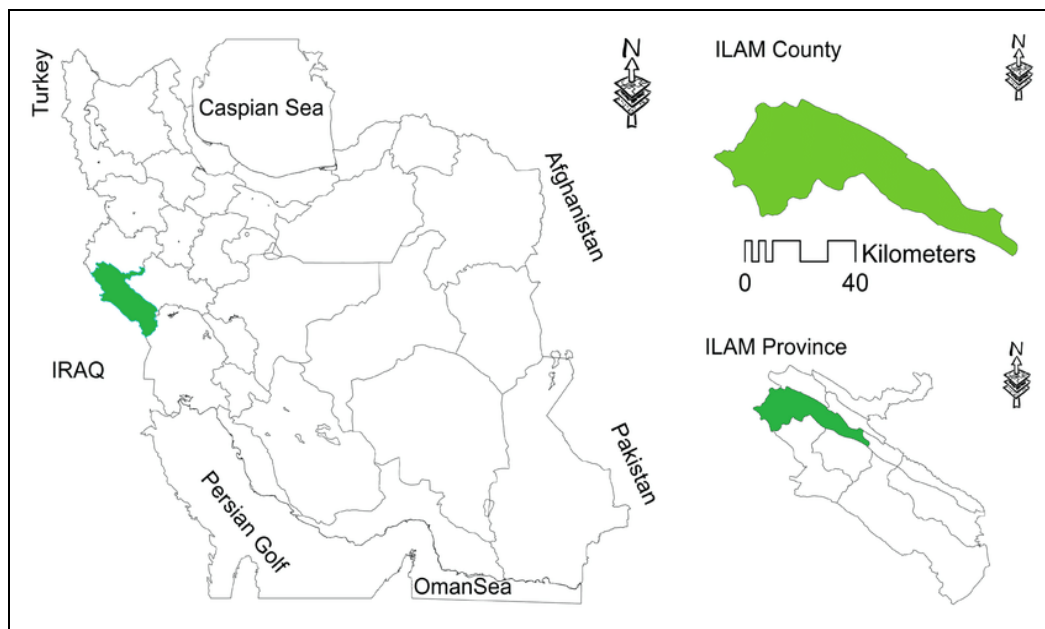 Turkey
Caspian Sea
N
Afghanistan
IRAQ
Persian Golf
Pakistan
OmanSea
ILAM County
N
Kilometers
0 40
ILAM Province
N